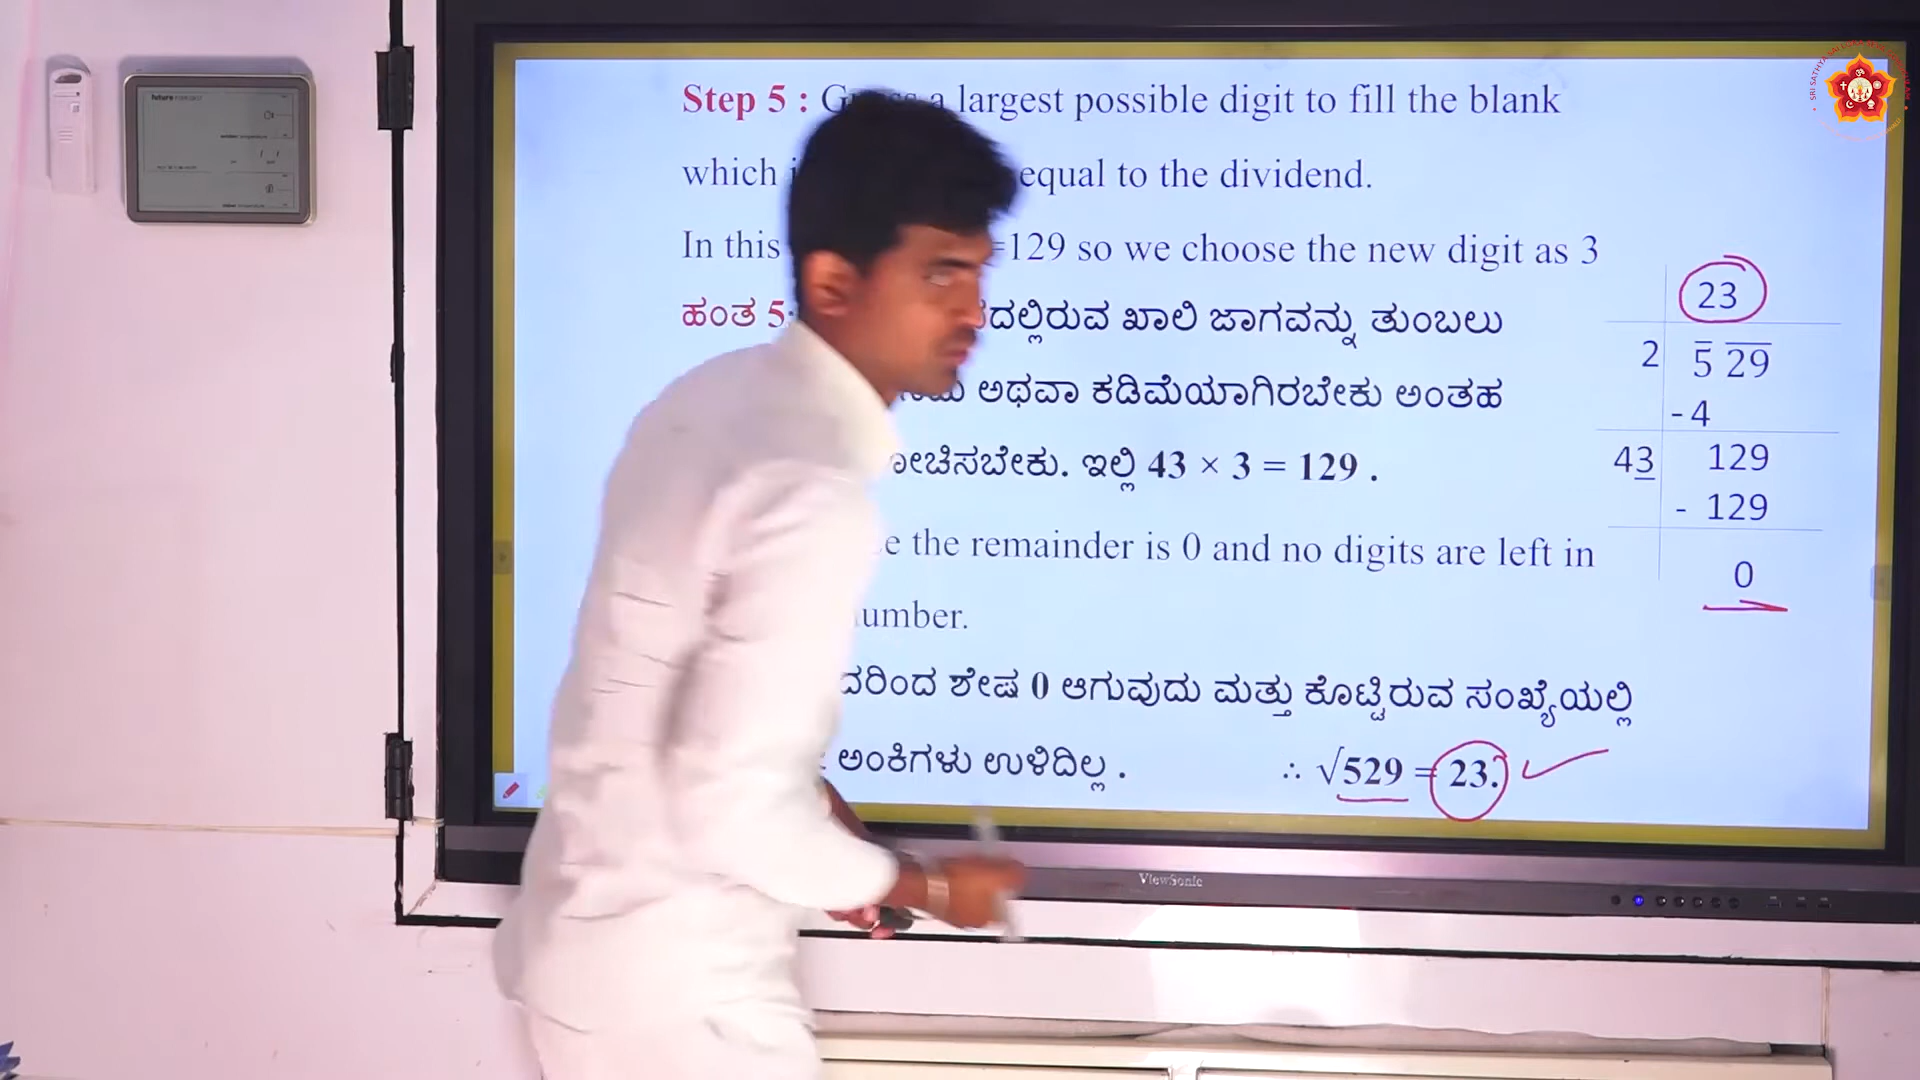 Step 5 : a largest possible digit to fill the blank
which equal to the dividend.
In this =129 so we choose the new digit as 3
ಹಂತ 5: ಖಾಲಿ ಜಾಗವನ್ನು ತುಂಬಲು
ಅಥವಾ ಕಡಿಮೆಯಾಗಿರಬೇಕು ಅಂತಹ
ಇಲ್ಲಿ 43 × 3 = 129 .
the remainder is 0 and no digits are left in
ಶೇಷ 0 ಆಗುವುದು ಮತ್ತು ಕೊಟ್ಟಿರುವ ಸಂಖ್ಯೆಯಲ್ಲಿ
ಅಂಕಿಗಳು ಉಳಿದಿಲ್ಲ .
∴ √529 = 23.
23
2 5 29
- 4
43 129
- 129
0
ViewSonic